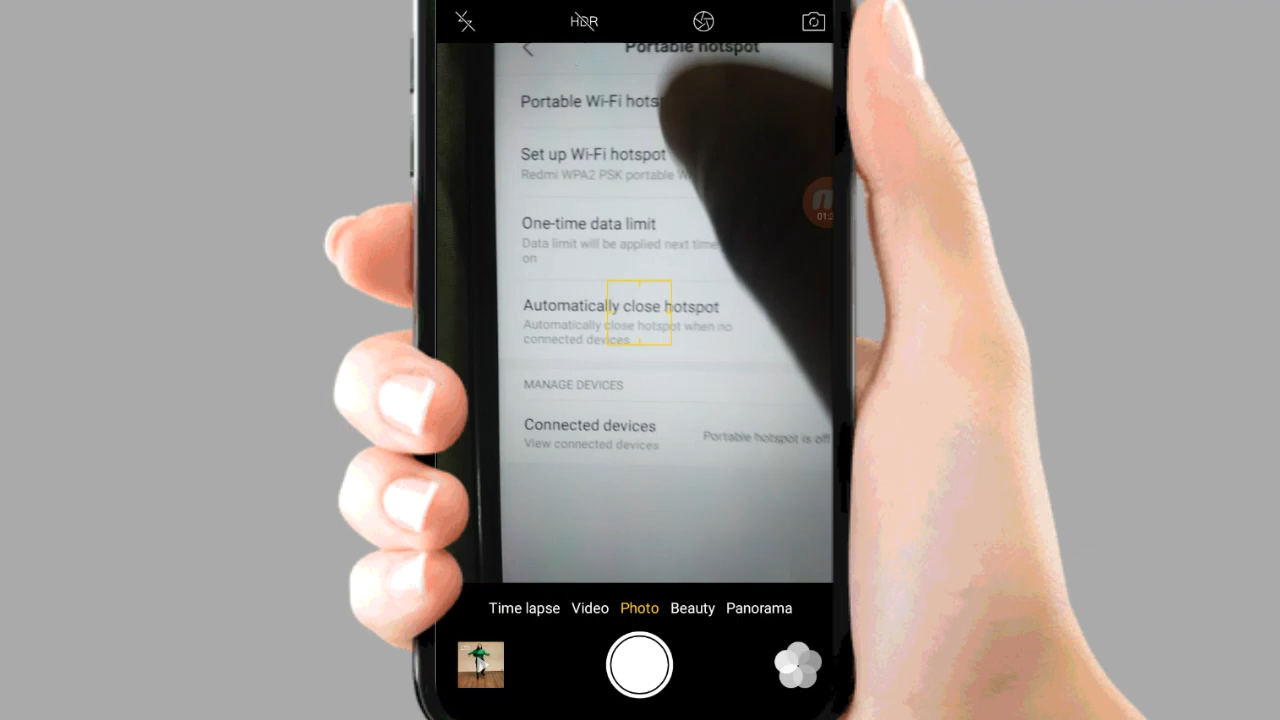 HDR
Portable hotspot
Portable Wi-Fi hots
Set up Wi-Fi hotspot
Redmi WPA2 PSK portable W
One-time data limit
Data limit will be applied next time
on
Automatically close hotspot
Automatically close hotspot when no
connected devices
MANAGE DEVICES
Connected devices
View connected devices
Portable hotspot is off
Time lapse Video Photo Beauty Panorama